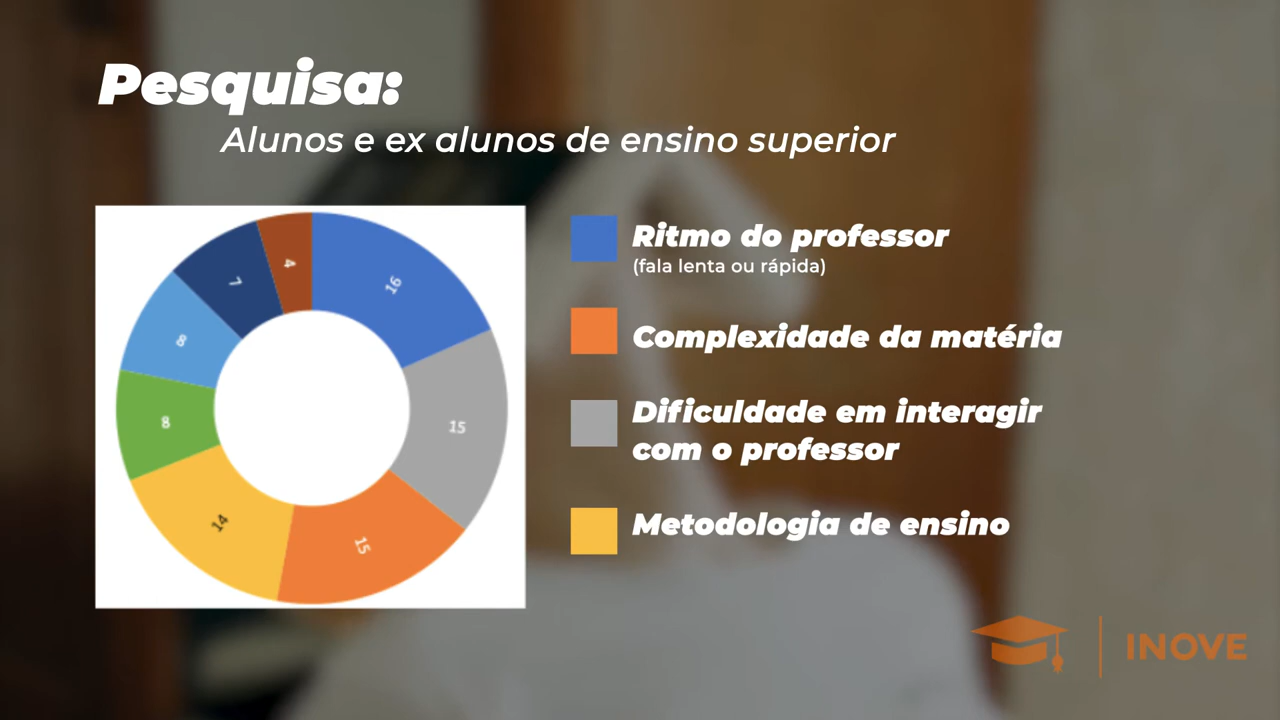 Pesquisa:
Alunos e ex alunos de ensino superior
16
15
15
14
8
8
7
4
Ritmo do professor
(fala lenta ou rápida)
Complexidade da matéria
Dificuldade em interagir
com o professor
Metodologia de ensino
INOVE